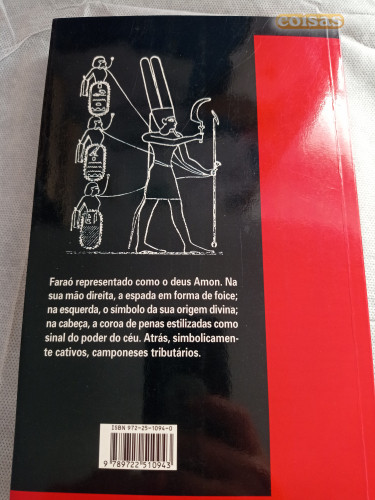 coisas
Faraó representado como o deus Amon. Na
sua mão direita, a espada em forma de foice;
na esquerda, o símbolo da sua origem divina;
na cabeça, a coroa de penas estilizadas como
sinal do poder do céu. Atrás, simbolicamen-
te cativos, camponeses tributários.
ISBN 972-25-1094-0
9 789722 510943